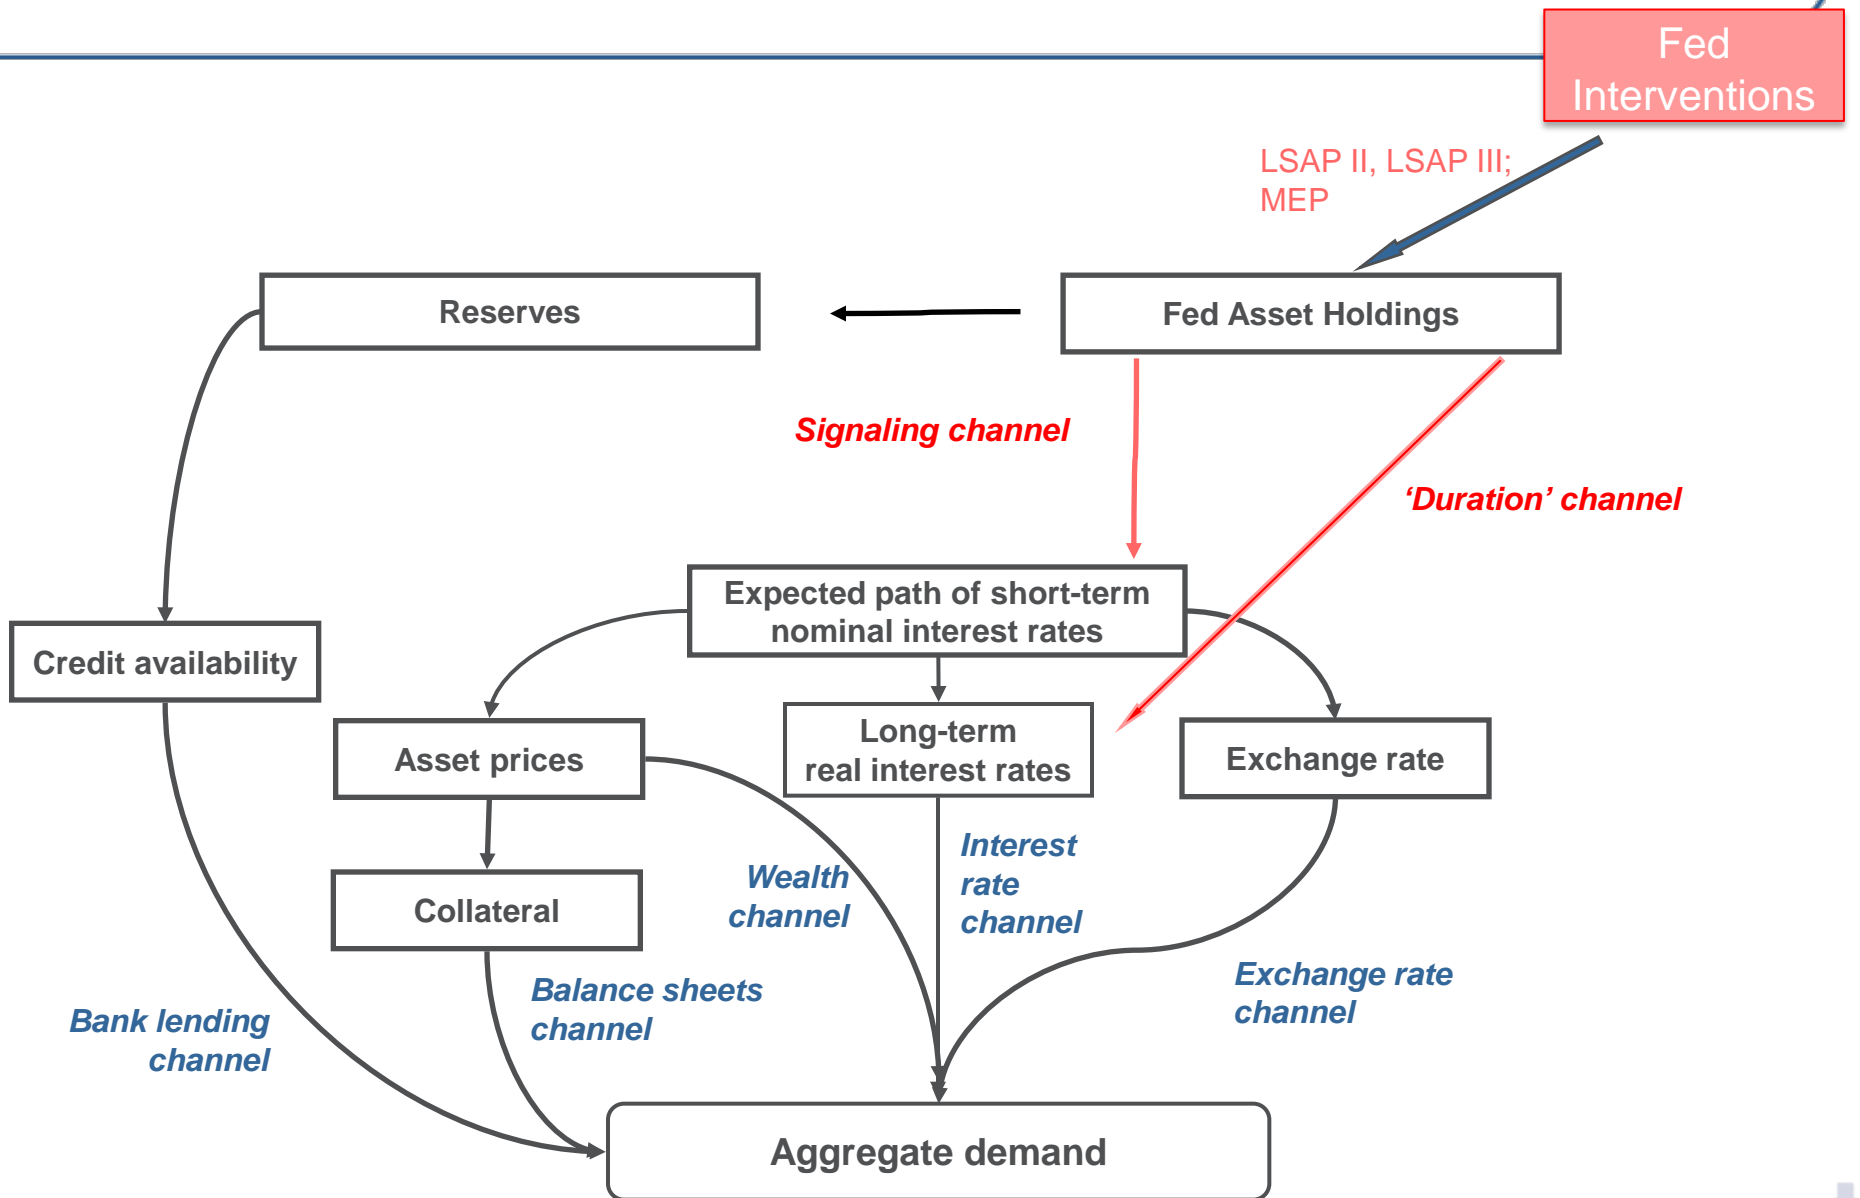 Fed
Interventions
LSAP II, LSAP III;
MEP
Reserves
Fed Asset Holdings
Signaling channel
‘Duration’ channel
Expected path of short-term
nominal interest rates
Credit availability
Asset prices
Long-term
real interest rates
Exchange rate
Interest
rate
channel
Wealth
channel
Collateral
Exchange rate
channel
Balance sheets
channel
Bank lending
channel
Aggregate demand